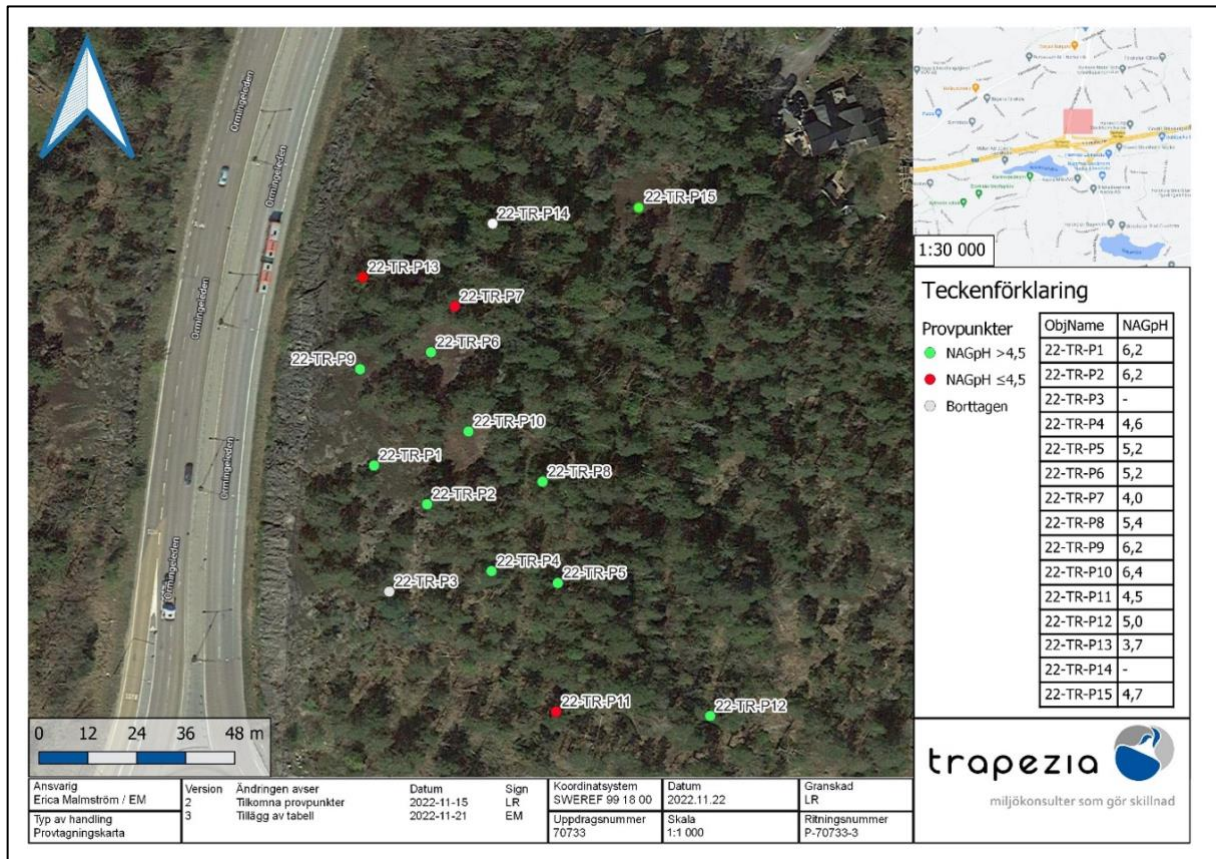 Ormingeleden
Ormingeleden
22-TR-P14
22-TR-P15
22-TR-P13
22-TR-P7
22-TR-P6
22-TR-P9
22-TR-P10
22-TR-P1
22-TR-P8
22-TR-P2
22-TR-P4
22-TR-P5
22-TR-P3
22-TR-P11
22-TR-P12
Ormingeleden
Ormingeleden
Ormingeleden
Ormingeleden
0 12 24 36 48 m
1:30 000
Teckenförklaring
Provpunkter
NAGpH >4,5
NAGpH ≤4,5
Borttagen
ObjName NAGpH
22-TR-P1 6,2
22-TR-P2 6,2
22-TR-P3 -
22-TR-P4 4,6
22-TR-P5 5,2
22-TR-P6 5,2
22-TR-P7 4,0
22-TR-P8 5,4
22-TR-P9 6,2
22-TR-P10 6,4
22-TR-P11 4,5
22-TR-P12 5,0
22-TR-P13 3,7
22-TR-P14 -
22-TR-P15 4,7
trapezia
miljökonsulter som gör skillnad
Ansvarig
Erica Malmström / EM
Typ av handling
Provtagningskarta
Version Ändringen avser Datum Sign
2 Tilkomna provpunkter 2022-11-15 LR
3 Tillägg av tabell 2022-11-21 EM
Koordinatsystem
SWEREF 99 18 00
Uppdragsnummer
70733
Datum
2022.11.22
Skala
1:1 000
Granskad
LR
Ritningsnummer
P-70733-3